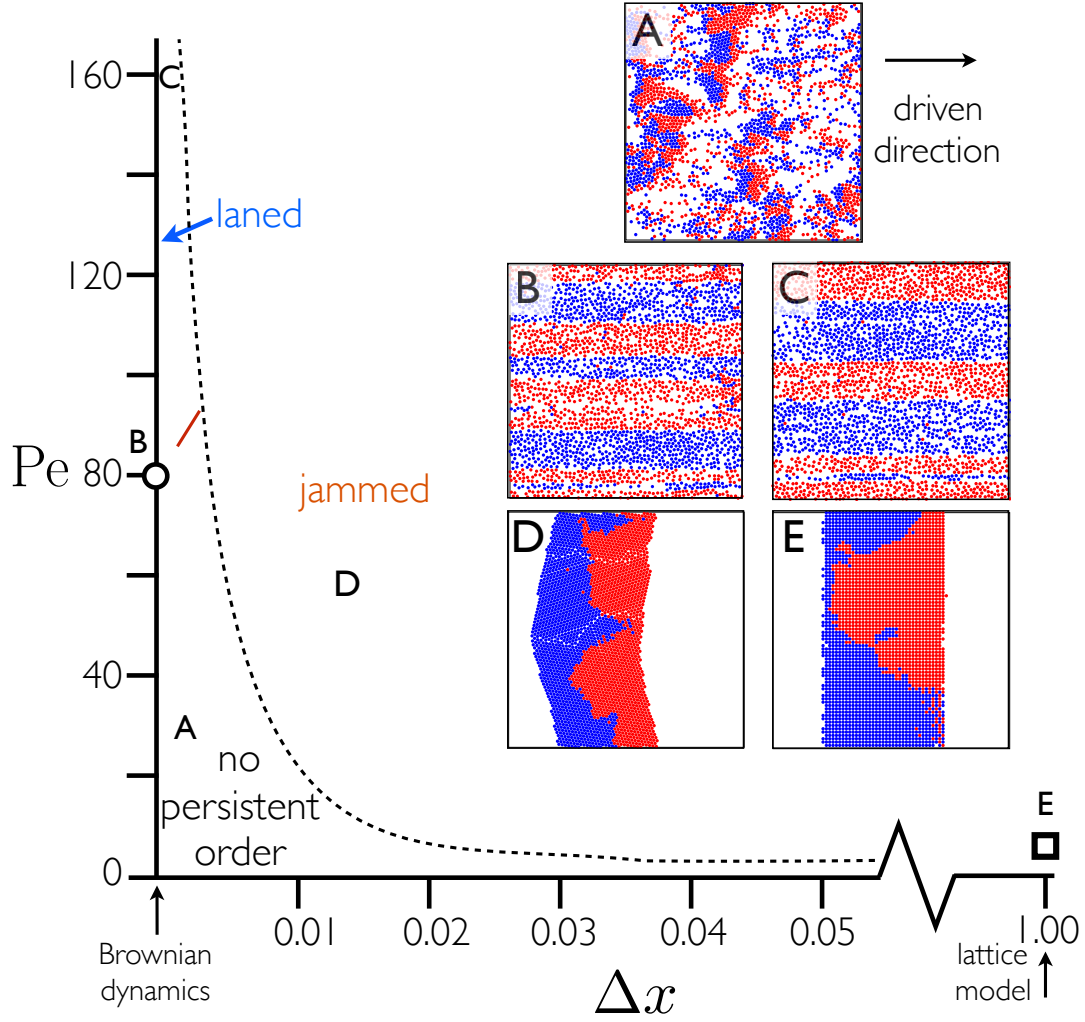 A
driven
direction
160
C
laned
120
B
C
B
Pe
80
jammed
D
E
D
40
A
no
persistent
order
E
0
0.01
0.02
0.03
0.04
0.05
1.00
Brownian
dynamics
lattice
model
Δx